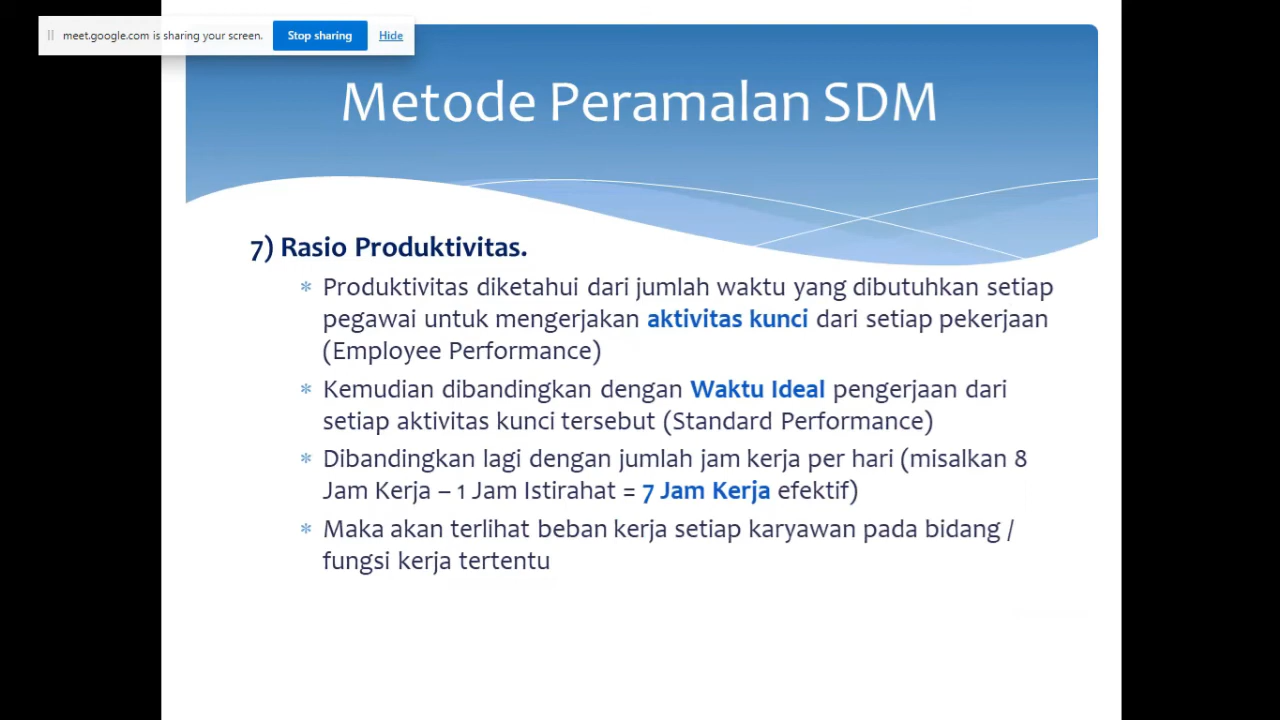 meet.google.com is sharing your screen. Stop sharing Hide
Metode Peramalan SDM
7) Rasio Produktivitas.
* Produktivitas diketahui dari jumlah waktu yang dibutuhkan setiap
pegawai untuk mengerjakan aktivitas kunci dari setiap pekerjaan
(Employee Performance)
* Kemudian dibandingkan dengan Waktu Ideal pengerjaan dari
setiap aktivitas kunci tersebut (Standard Performance)
* Dibandingkan lagi dengan jumlah jam kerja per hari (misalkan 8
Jam Kerja – 1 Jam Istirahat = 7 Jam Kerja efektif)
* Maka akan terlihat beban kerja setiap karyawan pada bidang /
fungsi kerja tertentu